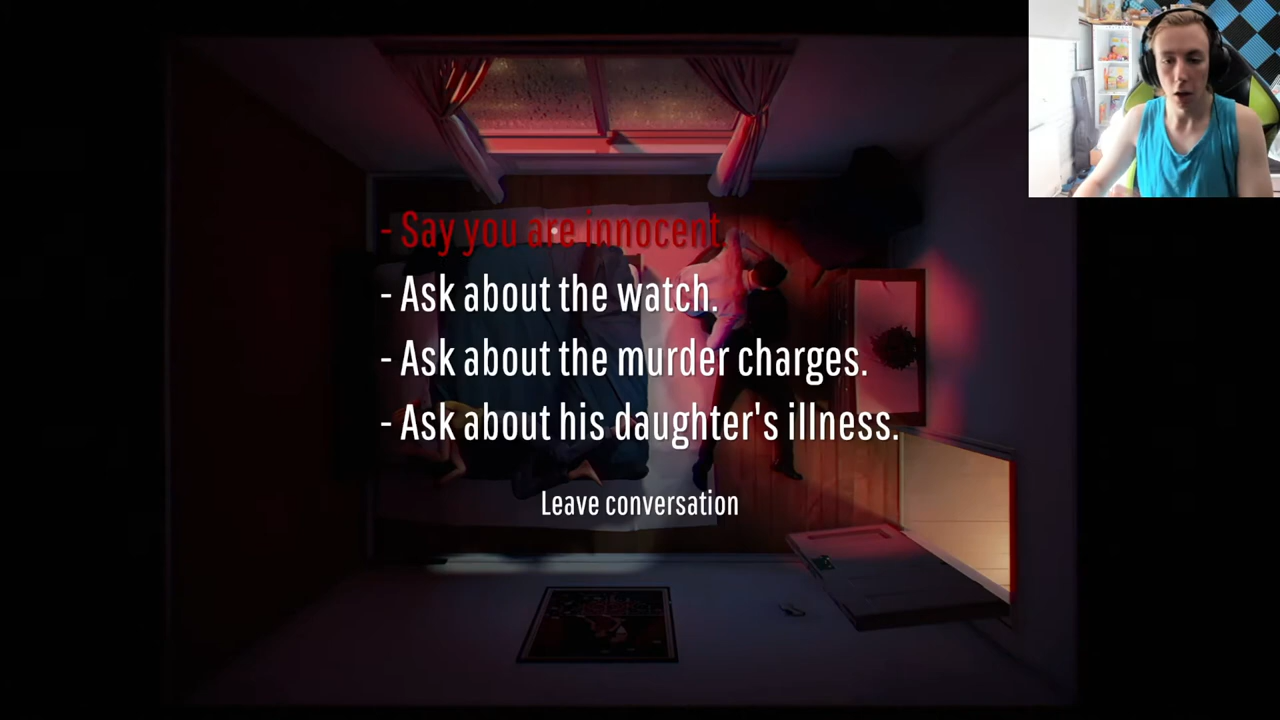 - Say you are innocent.
- Ask about the watch.
- Ask about the murder charges.
- Ask about his daughter's illness.
Leave conversation